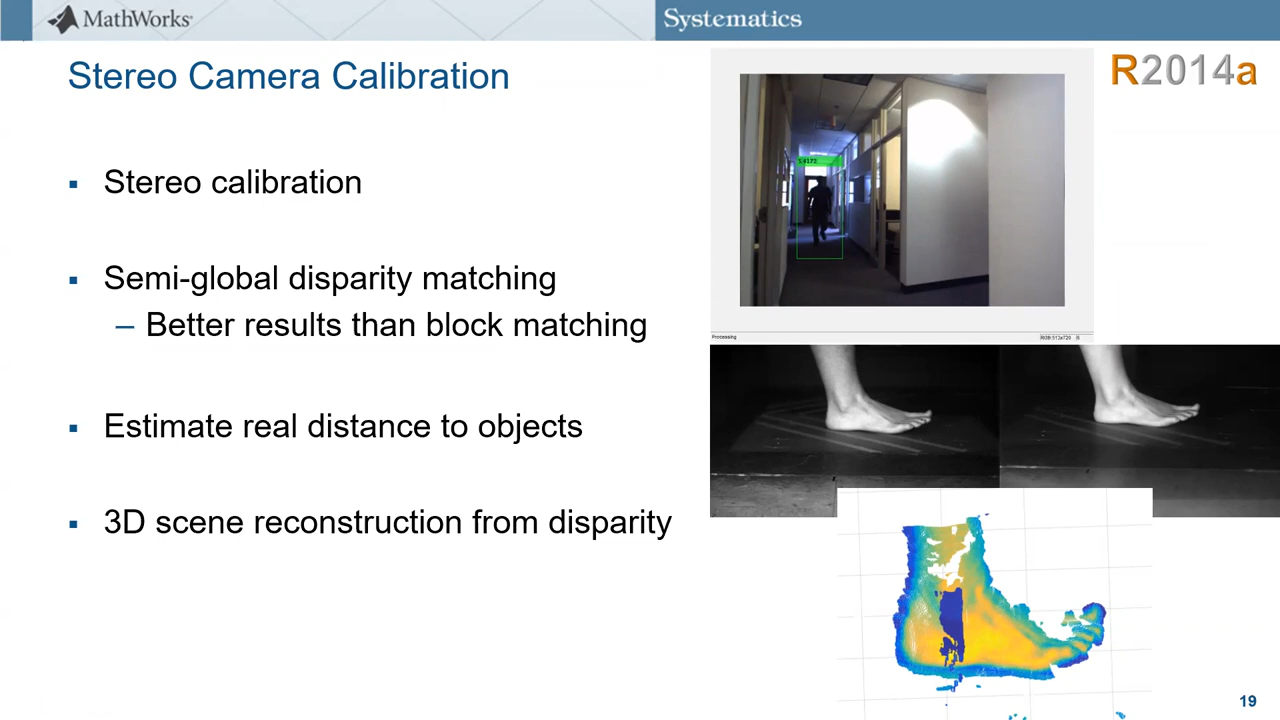 MathWorks
Systematics
Stereo Camera Calibration
R2014a
▪ Stereo calibration
▪ Semi-global disparity matching
– Better results than block matching
▪ Estimate real distance to objects
▪ 3D scene reconstruction from disparity
Processing
19